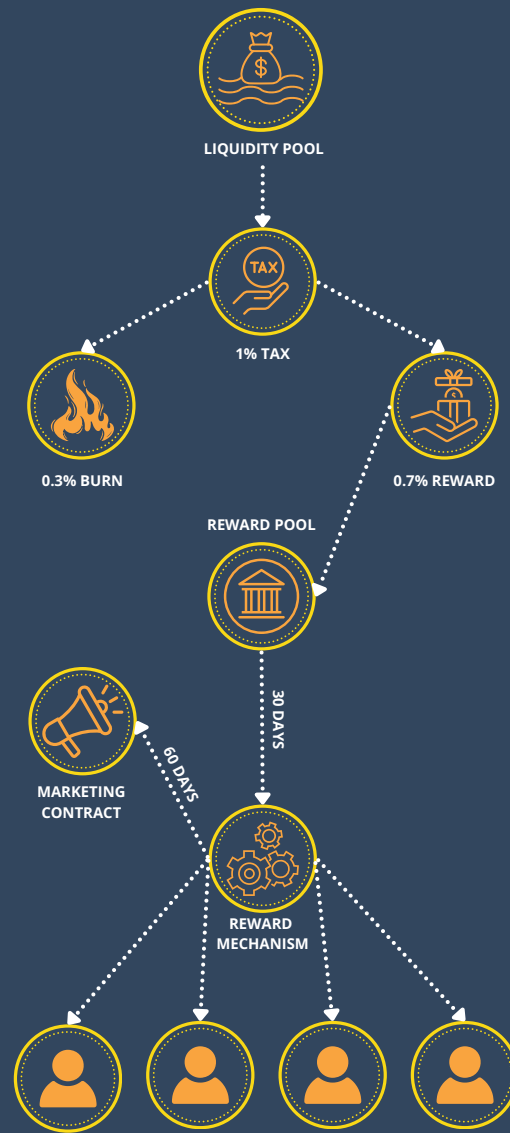 LIQUIDITY POOL
TAX
1% TAX
0.3% BURN
0.7% REWARD
REWARD POOL
30 DAYS
60 DAYS
MARKETING
CONTRACT
REWARD
MECHANISM